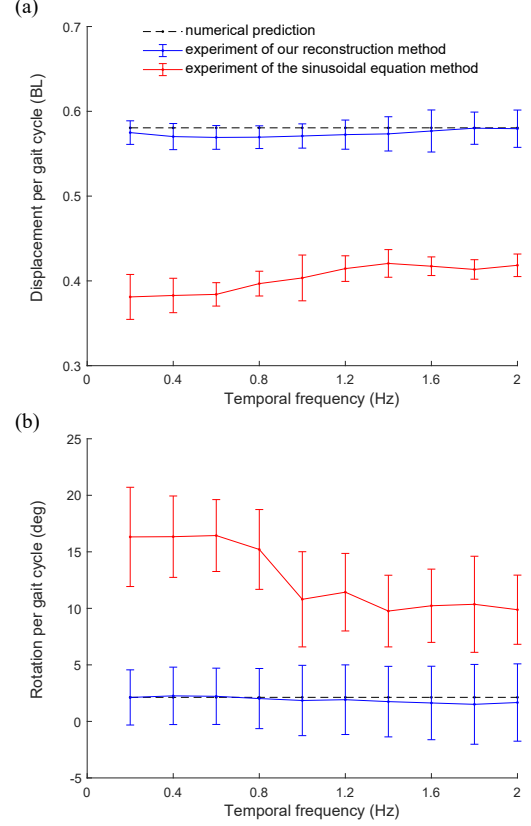 (a)
numerical prediction
experiment of our reconstruction method
experiment of the sinusoidal equation method
Displacement per gait cycle (BL)
0.7
0.6
0.5
0.4
0.3
0 0.4 0.8 1.2 1.6 2
Temporal frequency (Hz)
(b)
Rotation per gait cycle (deg)
25
20
15
10
5
0
-5
0 0.4 0.8 1.2 1.6 2
Temporal frequency (Hz)